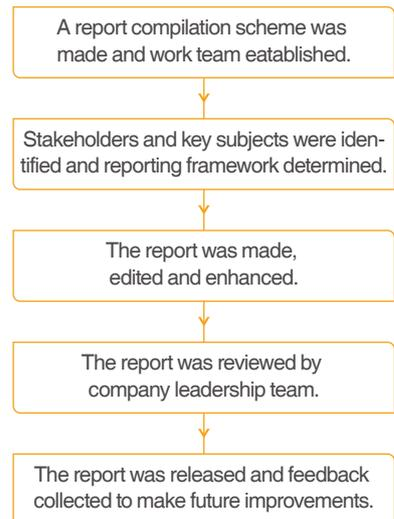 A report compilation scheme was
made and work team eatablished.
Stakeholders and key subjects were iden-
tified and reporting framework determined.
The report was made,
edited and enhanced.
The report was reviewed by
company leadership team.
The report was released and feedback
collected to make future improvements.